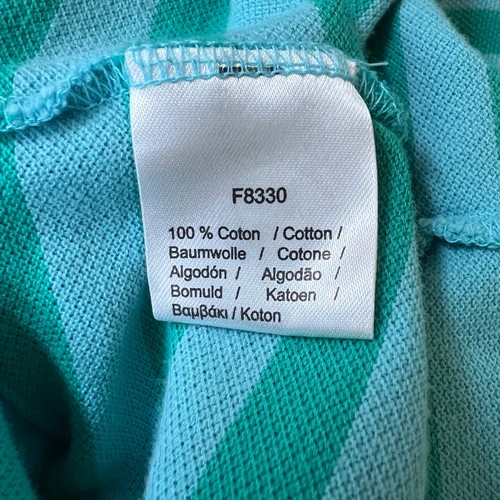 F8330
100 % Coton / Cotton /
Baumwolle / Cotone /
Algodón / Algodão /
Bomuld / Katoen /
Βαμβάκι / Koton